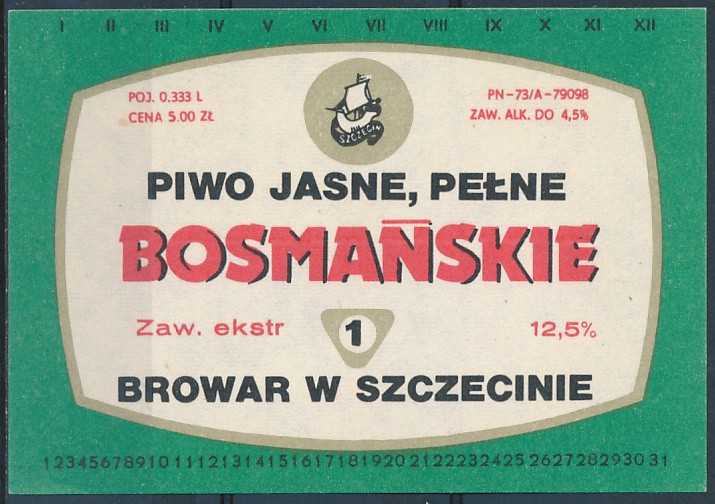 I II III IV V VI VII VIII IX X XI XII
POJ. 0.333 L
CENA 5.00 ZŁ
PN-73/A-79098
ZAW. ALK. DO 4,5%
SZCZECIN
PIWO JASNE, PEŁNE
BOSMAŃSKIE
Zaw. ekstr 1 12,5%
BROWAR W SZCZECINIE
12345678910111213141516171819202122232425262728293031